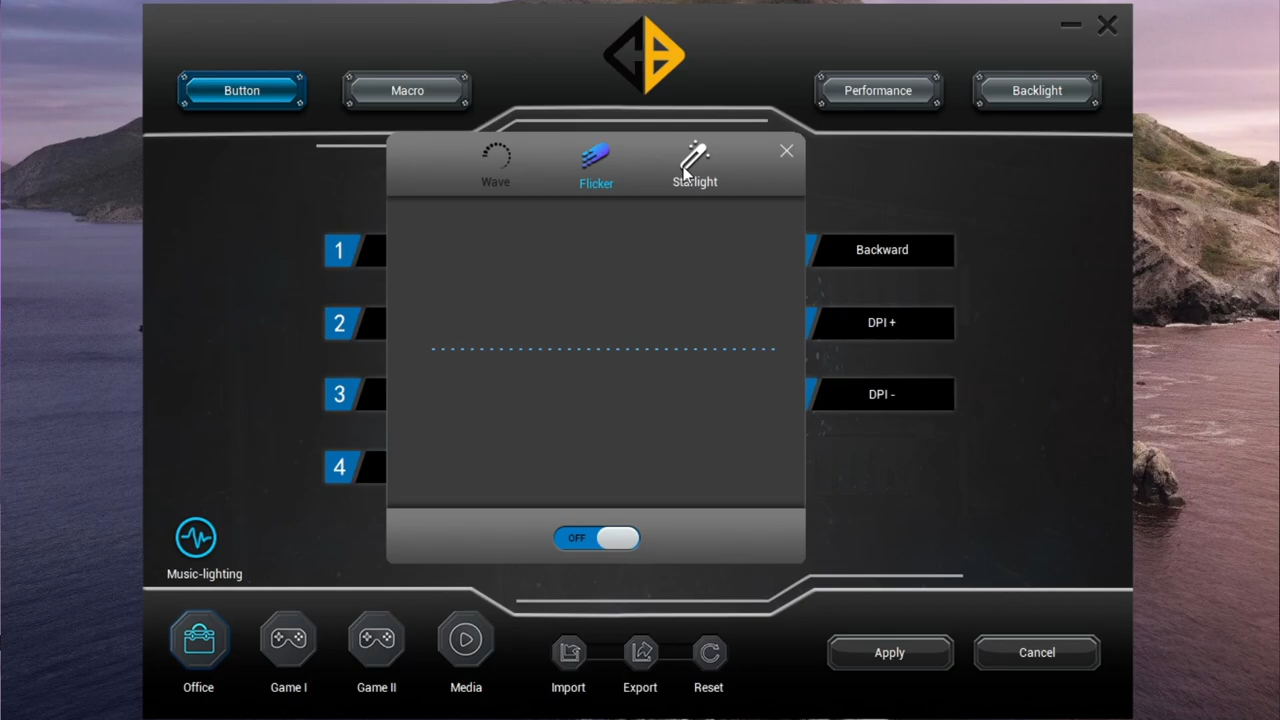 Button
Macro
Performance
Backlight
Wave
Flicker
Starlight
1
Backward
2
DPI +
3
DPI -
4
OFF
Music-lighting
Office
Game I
Game II
Media
Import
Export
Reset
Apply
Cancel